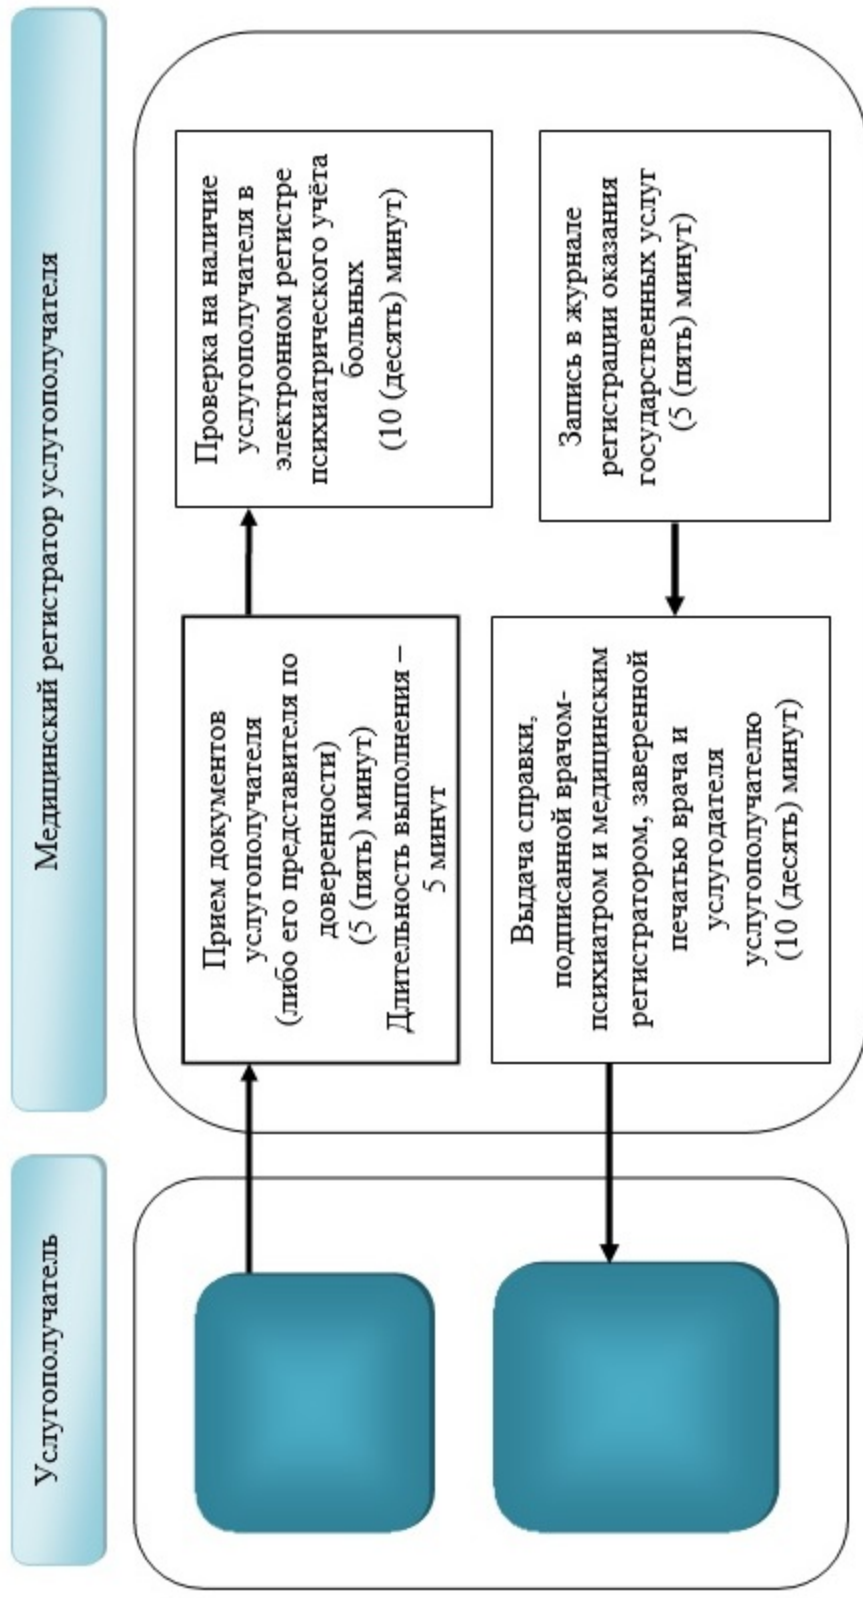 Услугополучатель
Медицинский регистратор услугополучателя
Прием документов
услугополучателя
(либо его представителя по
доверенности)
(5 (пять) минут)
Длительность выполнения –
5 минут
Проверка на наличие
услугополучателя в
электронном регистре
психиатрического учёта
больных
(10 (десять) минут)
Выдача справки,
подписанной врачом-
психиатром и медицинским
регистратором, заверенной
печатью врача и
услугодателя
услугополучателю
(10 (десять) минут)
Запись в журнале
регистрации оказания
государственных услуг
(5 (пять) минут)